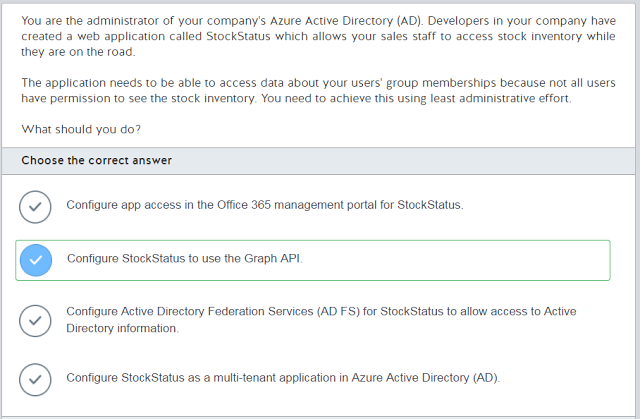 You are the administrator of your company's Azure Active Directory (AD). Developers in your company have
created a web application called StockStatus which allows your sales staff to access stock inventory while
they are on the road.
The application needs to be able to access data about your users' group memberships because not all users
have permission to see the stock inventory. You need to achieve this using least administrative effort.
What should you do?
Choose the correct answer
Configure app access in the Office 365 management portal for StockStatus.
Configure StockStatus to use the Graph API.
Configure Active Directory Federation Services (AD FS) for StockStatus to allow access to Active
Directory information.
Configure StockStatus as a multi-tenant application in Azure Active Directory (AD).